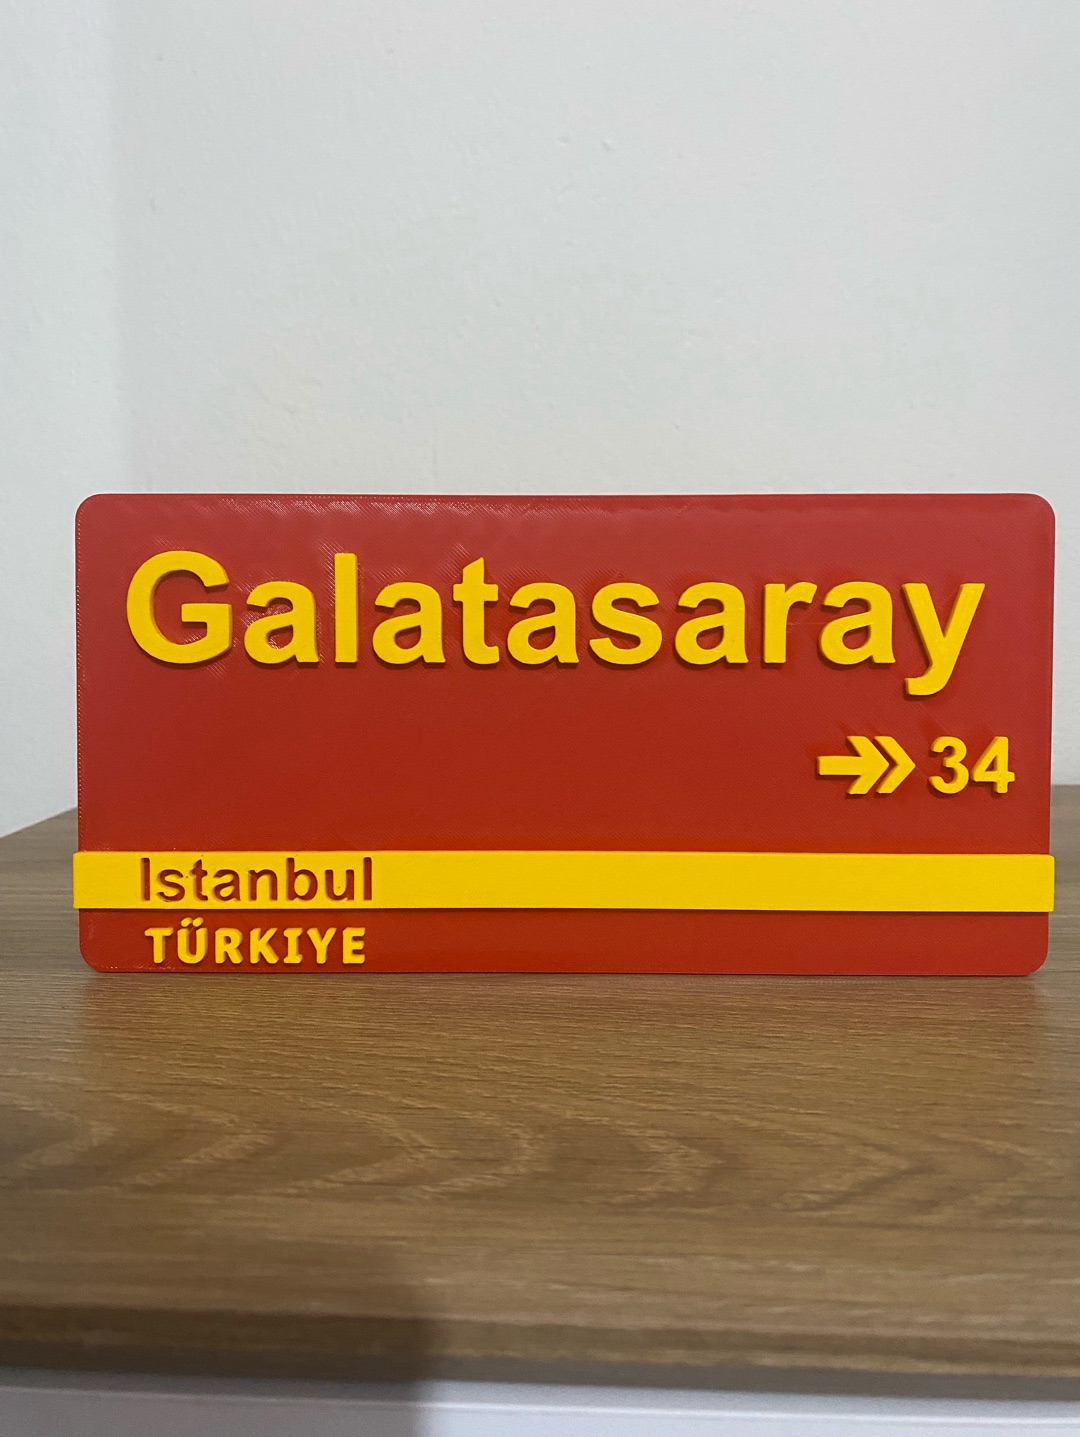 Galatasaray
34
Istanbul
TÜRKIYE